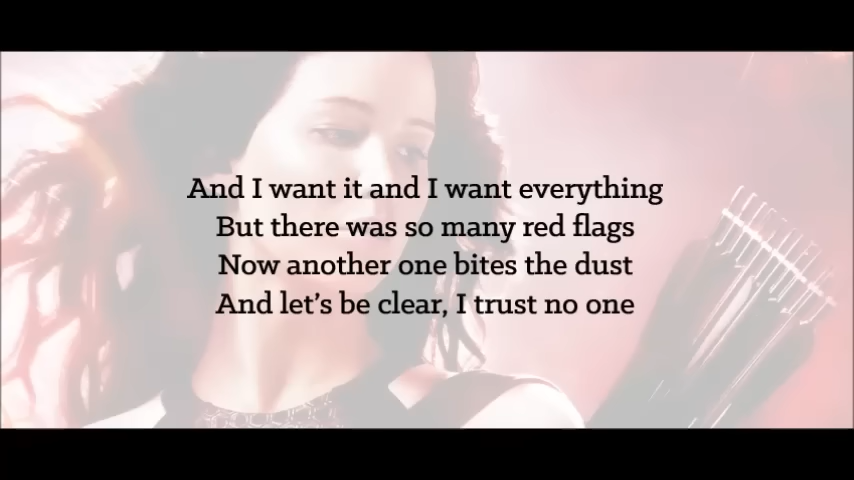 And I want it and I want everything
But there was so many red flags
Now another one bites the dust
And let's be clear, I trust no one